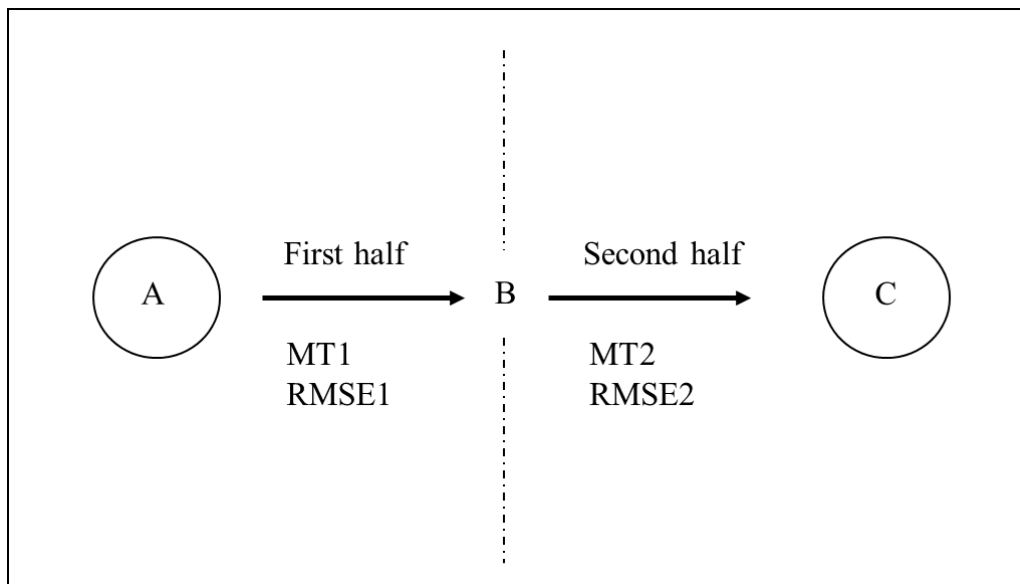 First half
Second half
A
B
C
MT1
RMSE1
MT2
RMSE2